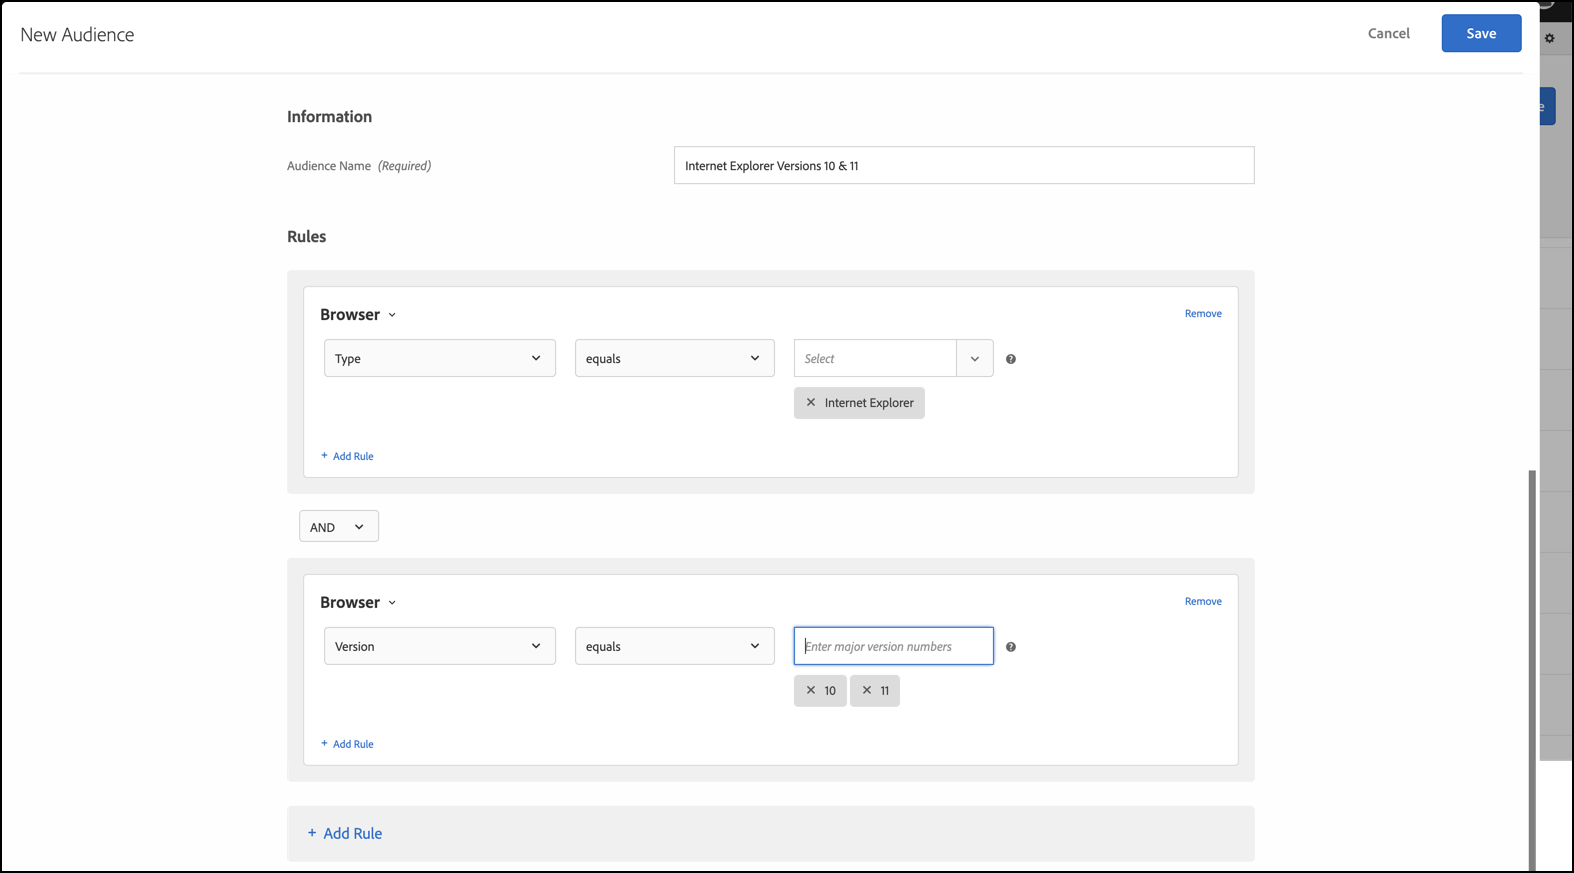 New Audience
Cancel
Save
e
Information
Audience Name (Required)
Internet Explorer Versions 10 & 11
Rules
Browser
Remove
Type
equals
Select
Internet Explorer
+ Add Rule
AND
Browser
Remove
Version
equals
Enter major version numbers
10
11
+ Add Rule
+ Add Rule